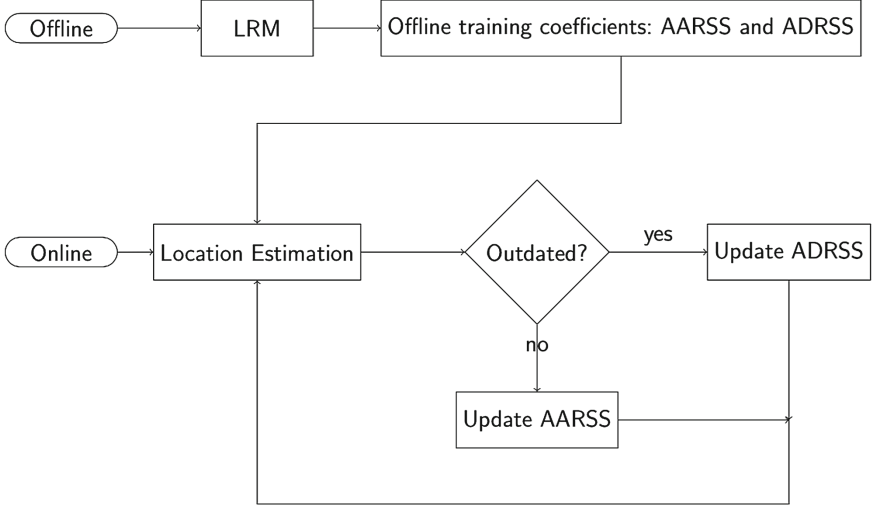 Offline
LRM
Offline training coefficients: AARSS and ADRSS
Online
Location Estimation
Outdated?
yes
Update ADRSS
no
Update AARSS